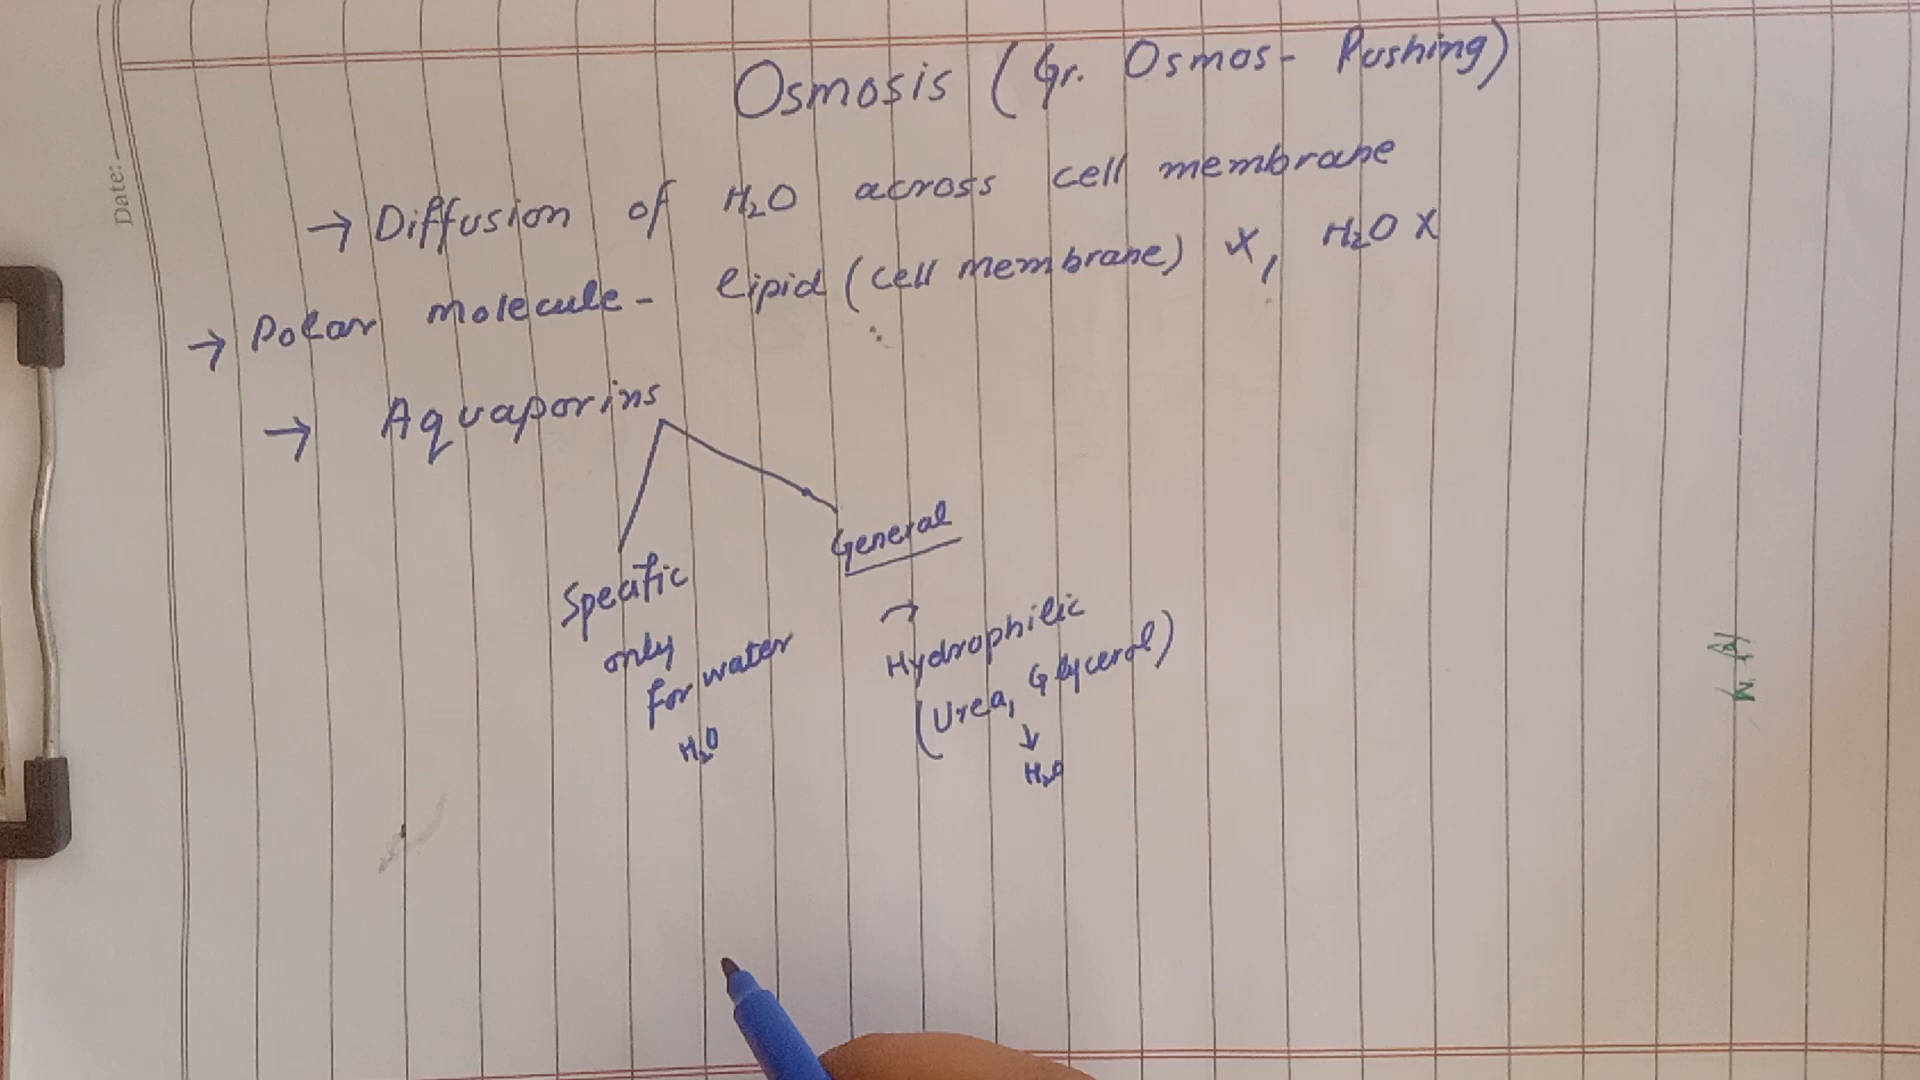 Date:
Osmosis (Gr. Osmos - Pushing)
→ Diffusion of H₂O across cell membrane
→ Polar molecule - lipid (cell membrane) X, H₂O X
→ Aquaporins
Specific
only
for water
H₂O
General
→
Hydrophilic
(Urea, Glycerol)
↓
H₂O